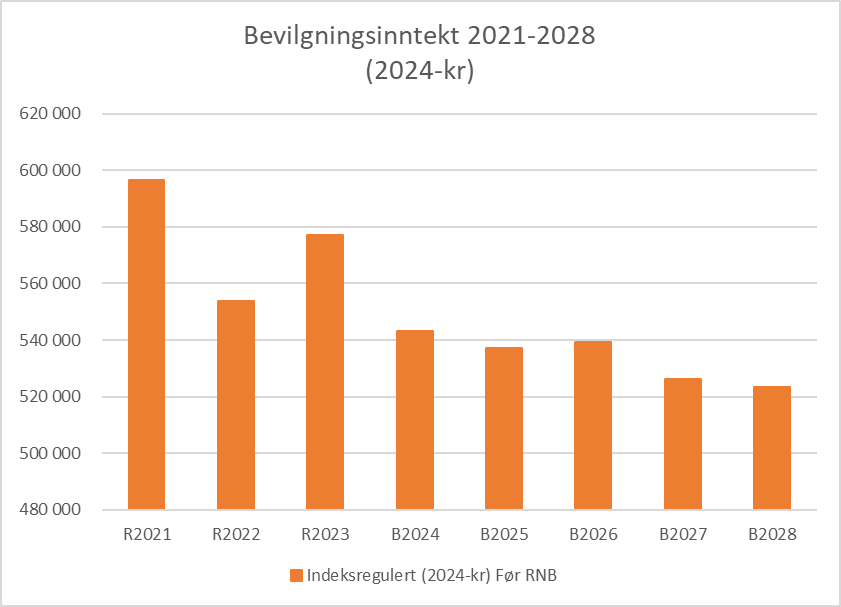 Bevilgningsinntekt 2021-2028
(2024-kr)
620 000
600 000
580 000
560 000
540 000
520 000
500 000
480 000
R2021 R2022 R2023 B2024 B2025 B2026 B2027 B2028
Indeksregulert (2024-kr) Før RNB